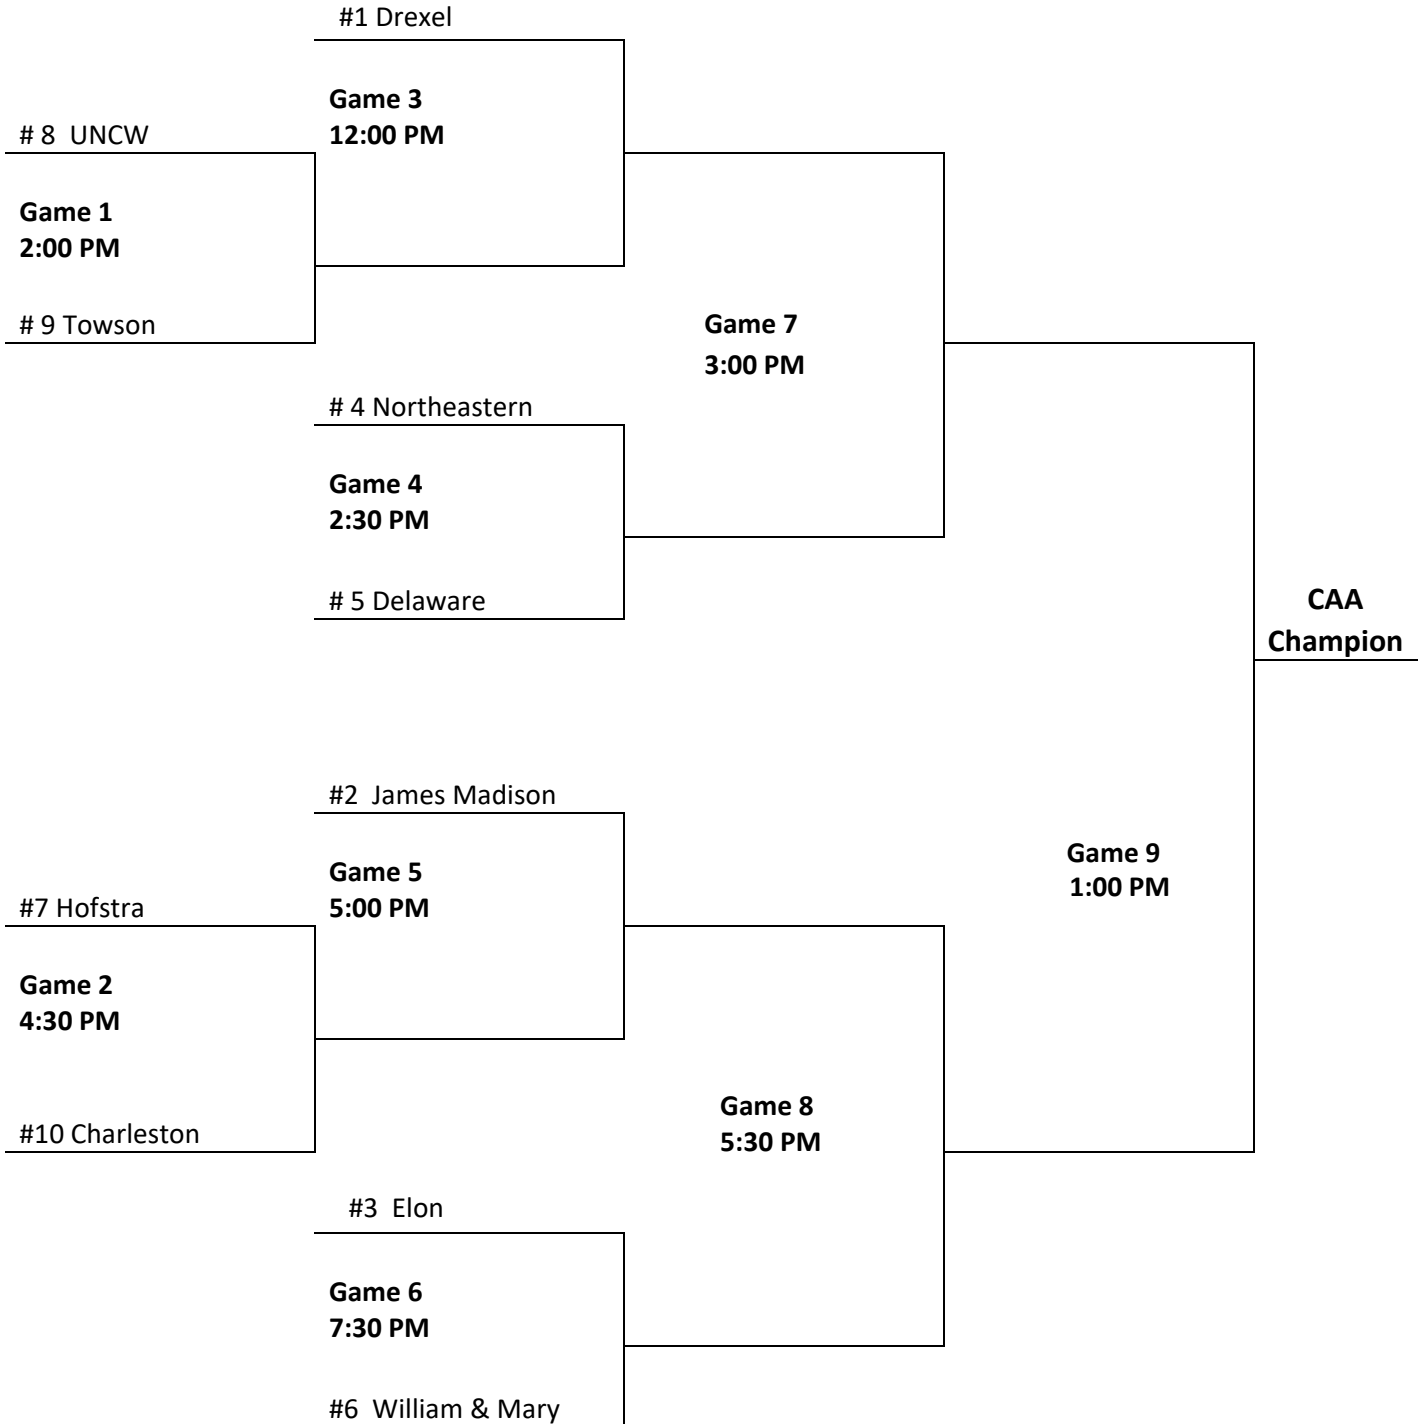 #1 Drexel
Game 3
12:00 PM
# 8  UNCW
Game 1
2:00 PM
# 9 Towson
Game 7
3:00 PM
# 4 Northeastern
Game 4
2:30 PM
# 5 Delaware
CAA
Champion
#2  James Madison
Game 5
5:00 PM
Game 9
1:00 PM
#7 Hofstra
Game 2
4:30 PM
#10 Charleston
Game 8
5:30 PM
#3  Elon
Game 6
7:30 PM
#6  William & Mary